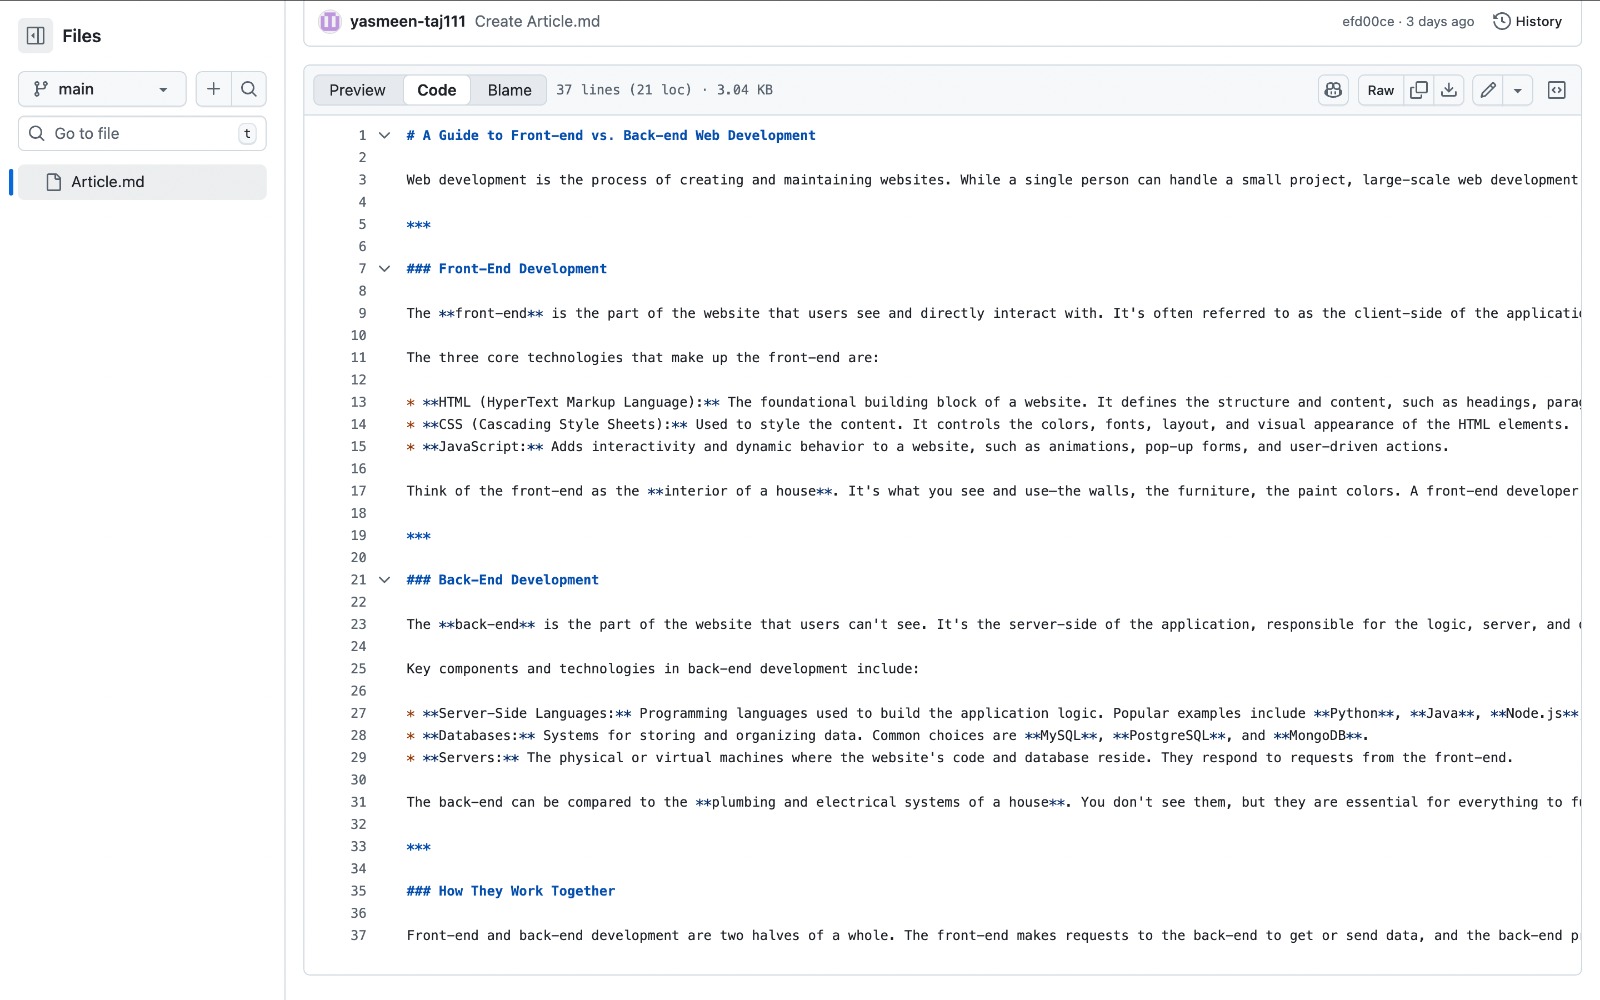 Files
main
Go to file
t
Article.md
yasmeen-taj111 Create Article.md
efd00ce · 3 days ago
History
Preview
Code
Blame
37 lines (21 loc) · 3.04 KB
Raw
1 # A Guide to Front-end vs. Back-end Web Development
2
3 Web development is the process of creating and maintaining websites. While a single person can handle a small project, large-scale web development
4
5 ***
6
7 ### Front-End Development
8
9 The **front-end** is the part of the website that users see and directly interact with. It's often referred to as the client-side of the applicatio
10
11 The three core technologies that make up the front-end are:
12
13 * **HTML (HyperText Markup Language):** The foundational building block of a website. It defines the structure and content, such as headings, parag
14 * **CSS (Cascading Style Sheets):** Used to style the content. It controls the colors, fonts, layout, and visual appearance of the HTML elements.
15 * **JavaScript:** Adds interactivity and dynamic behavior to a website, such as animations, pop-up forms, and user-driven actions.
16
17 Think of the front-end as the **interior of a house**. It's what you see and use—the walls, the furniture, the paint colors. A front-end developer
18
19 ***
20
21 ### Back-End Development
22
23 The **back-end** is the part of the website that users can't see. It's the server-side of the application, responsible for the logic, server, and
24
25 Key components and technologies in back-end development include:
26
27 * **Server-Side Languages:** Programming languages used to build the application logic. Popular examples include **Python**, **Java**, **Node.js**
28 * **Databases:** Systems for storing and organizing data. Common choices are **MySQL**, **PostgreSQL**, and **MongoDB**.
29 * **Servers:** The physical or virtual machines where the website's code and database reside. They respond to requests from the front-end.
30
31 The back-end can be compared to the **plumbing and electrical systems of a house**. You don't see them, but they are essential for everything to fu
32
33 ***
34
35 ### How They Work Together
36
37 Front-end and back-end development are two halves of a whole. The front-end makes requests to the back-end to get or send data, and the back-end p